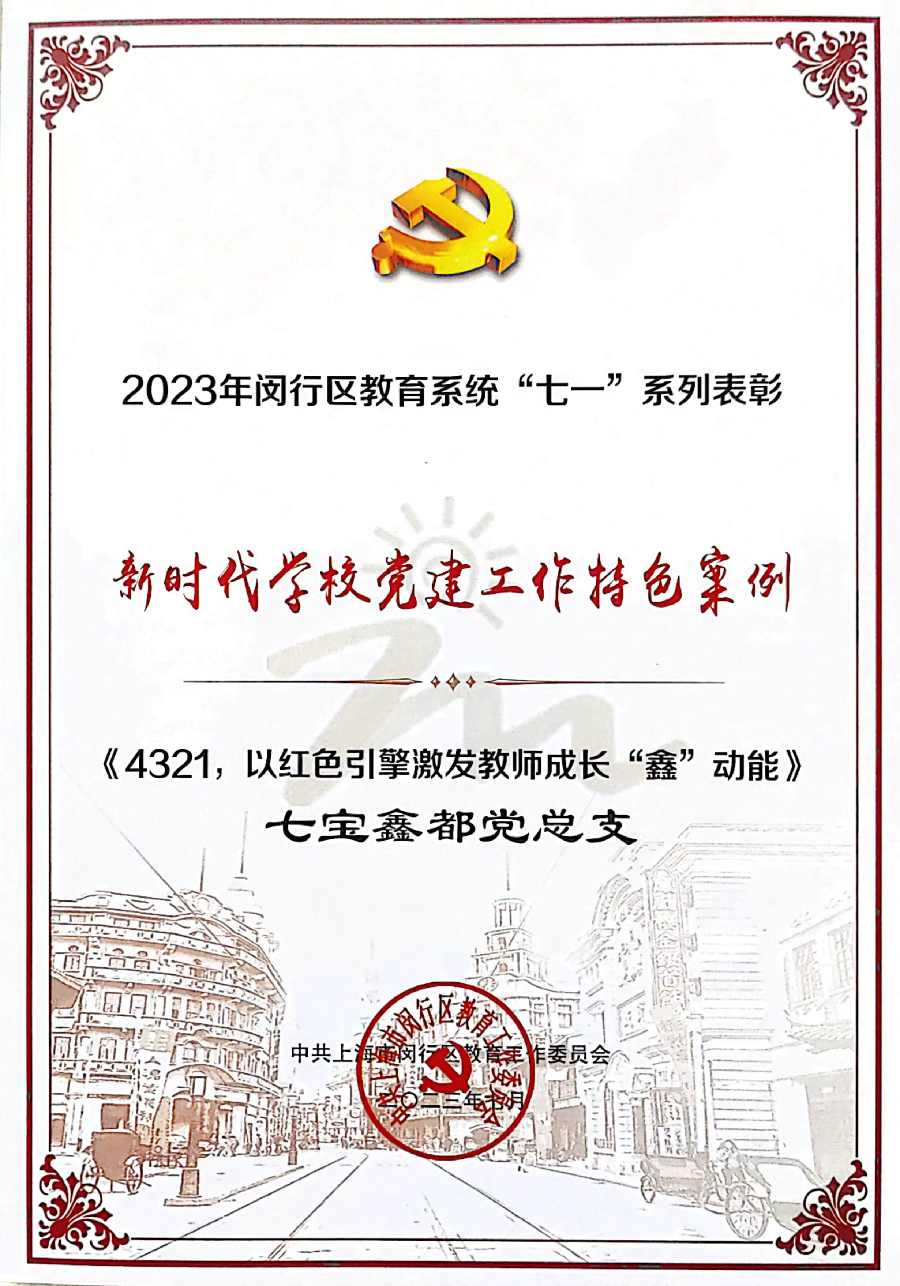 2023年闵行区教育系统“七一”系列表彰
新时代学校党建工作特色案例
《4321，以红色引擎激发教师成长“鑫”动能》
七宝鑫都党总支
中共上海市闵行区教育工作委员会
二〇二三年七月
中共上海市闵行区教育工作委员会